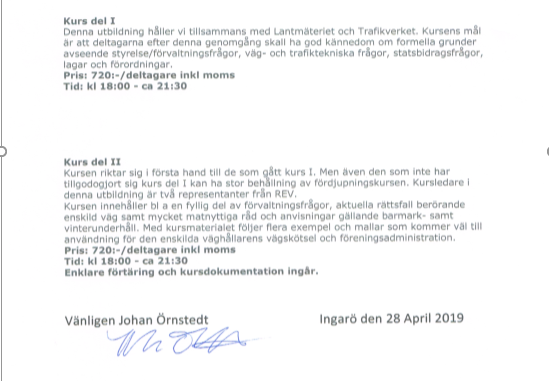 Kurs del I
Denna utbildning håller vi tillsammans med Lantmäteriet och Trafikverket. Kursens mål
är att deltagarna efter denna genomgång skall ha god kännedom om formella grunder
avseende styrelse/förvaltningsfrågor, väg- och trafiktekniska frågor, statsbidragsfrågor,
lagar och förordningar.
Pris: 720:-/deltagare inkl moms
Tid: kl 18:00 - ca 21:30
Kurs del II
Kursen riktar sig i första hand till de som gått kurs I. Men även den som inte har
tillgodogjort sig kurs del I kan ha stor behållning av fördjupningskursen. Kursledare i
denna utbildning är två representanter från REV.
Kursen innehåller bl a en fyllig del av förvaltningsfrågor, aktuella rättsfall berörande
enskild väg samt mycket matnyttiga råd och anvisningar gällande barmark- samt
vinterunderhåll. Med kursmaterialet följer flera exempel och mallar som kommer väl till
användning för den enskilda väghållarens vägskötsel och föreningsadministration.
Pris: 720:-/deltagare inkl moms
Tid: kl 18:00 - ca 21:30
Enklare förtäring och kursdokumentation ingår.
Vänligen Johan Örnstedt Ingarö den 28 April 2019